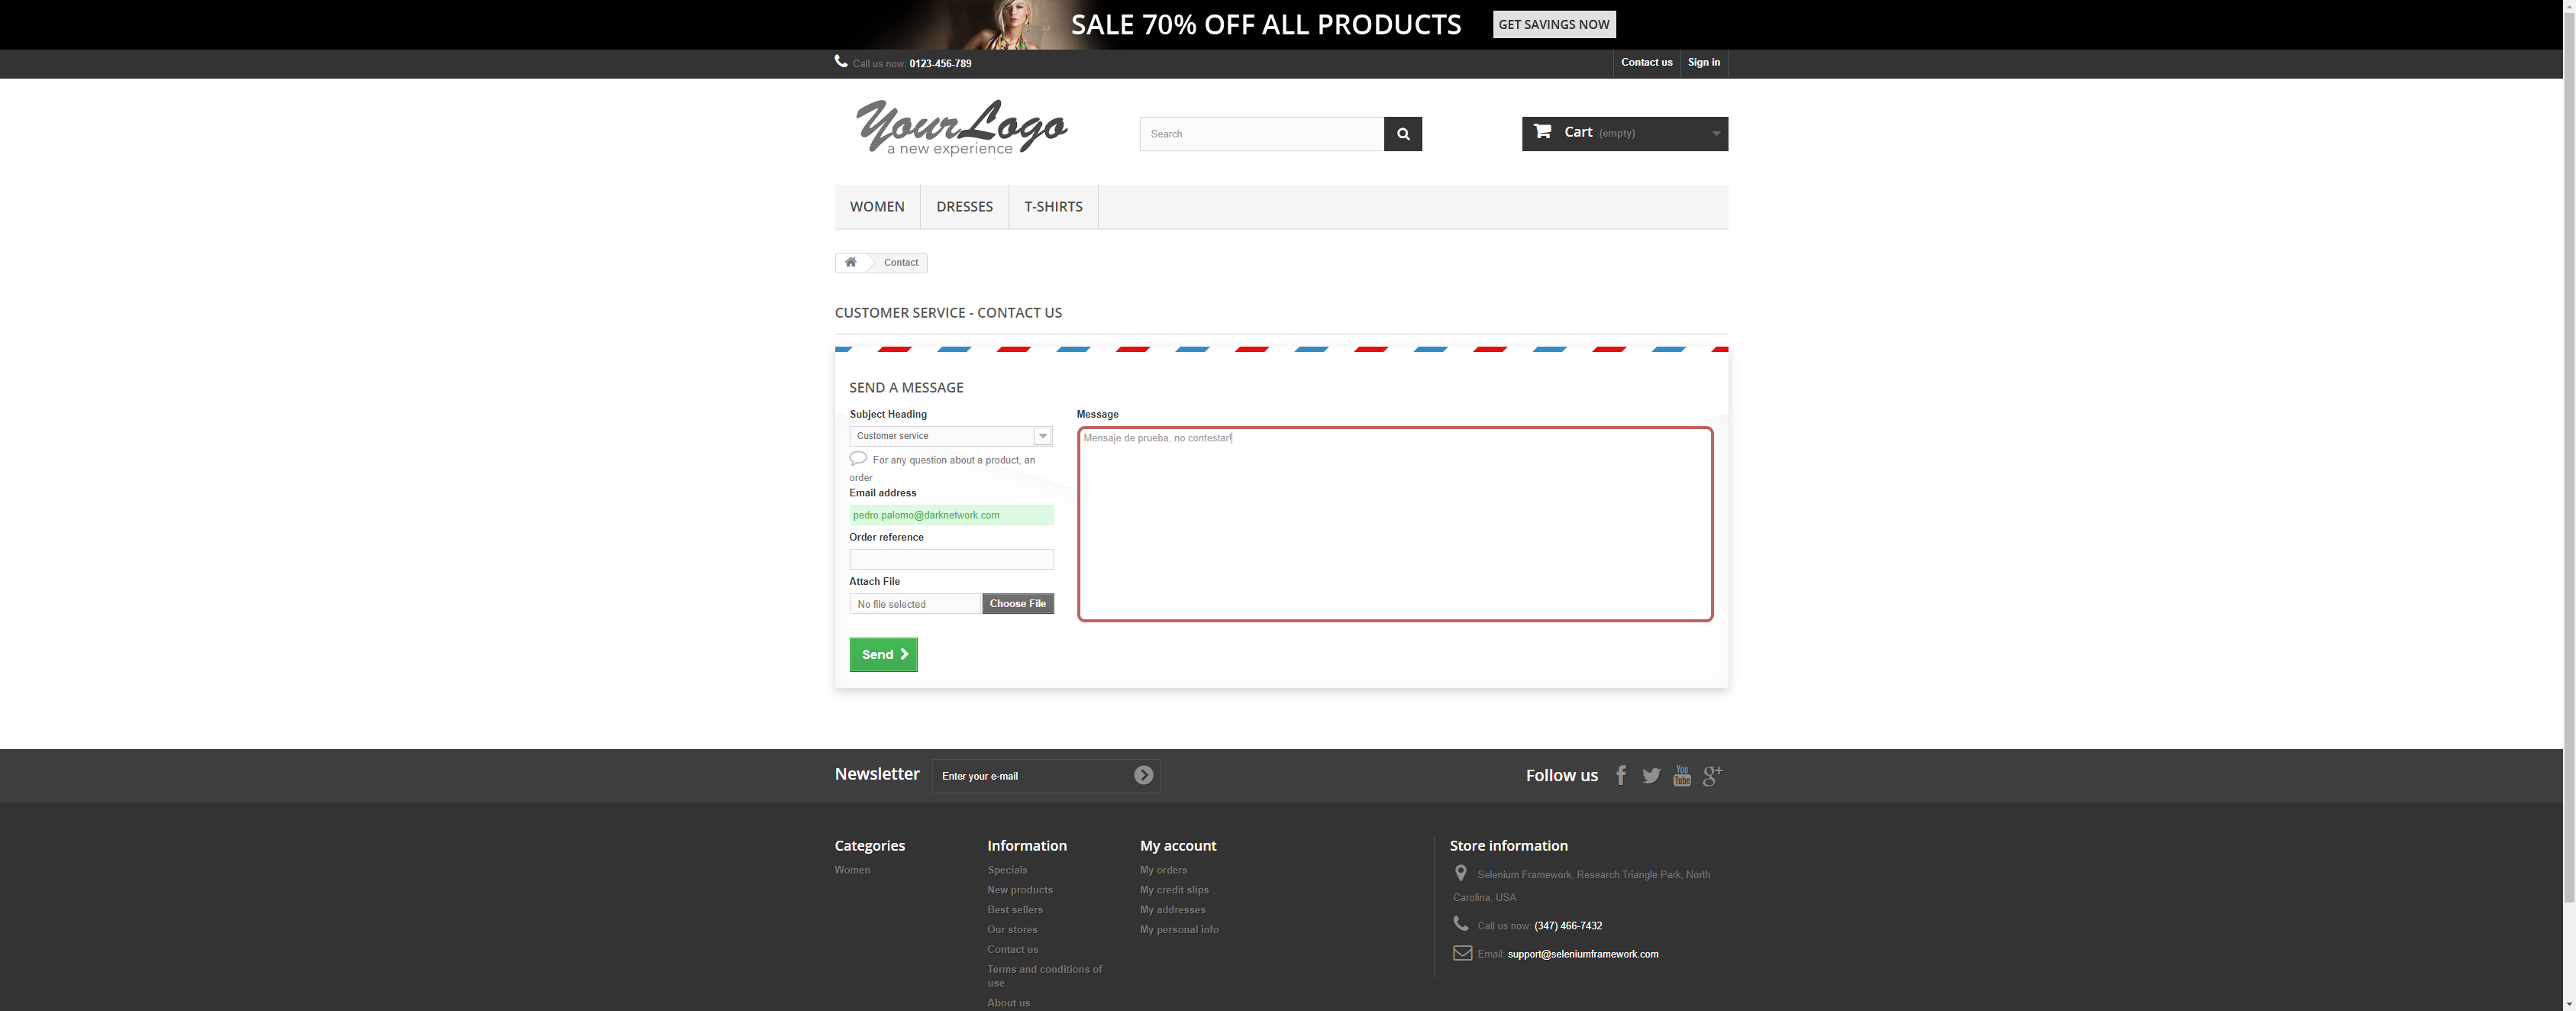 SALE 70% OFF ALL PRODUCTS GET SAVINGS NOW
Call us now: 0123-456-789
Contact us Sign in
YourLogo
a new experience
Search
Cart (empty)
WOMEN DRESSES T-SHIRTS
Contact
CUSTOMER SERVICE - CONTACT US
SEND A MESSAGE
Subject Heading
Customer service
For any question about a product, an
order
Email address
pedro.palomo@darknetwork.com
Order reference
Attach File
No file selected Choose File
Message
Mensaje de prueba, no contestar!
Send
Newsletter Enter your e-mail
Follow us
You
Tube
g+
Categories
Women
Information
Specials
New products
Best sellers
Our stores
Contact us
Terms and conditions of
use
About us
My account
My orders
My credit slips
My addresses
My personal info
Store information
Selenium Framework, Research Triangle Park, North
Carolina, USA
Call us now: (347) 466-7432
Email: support@seleniumframework.com